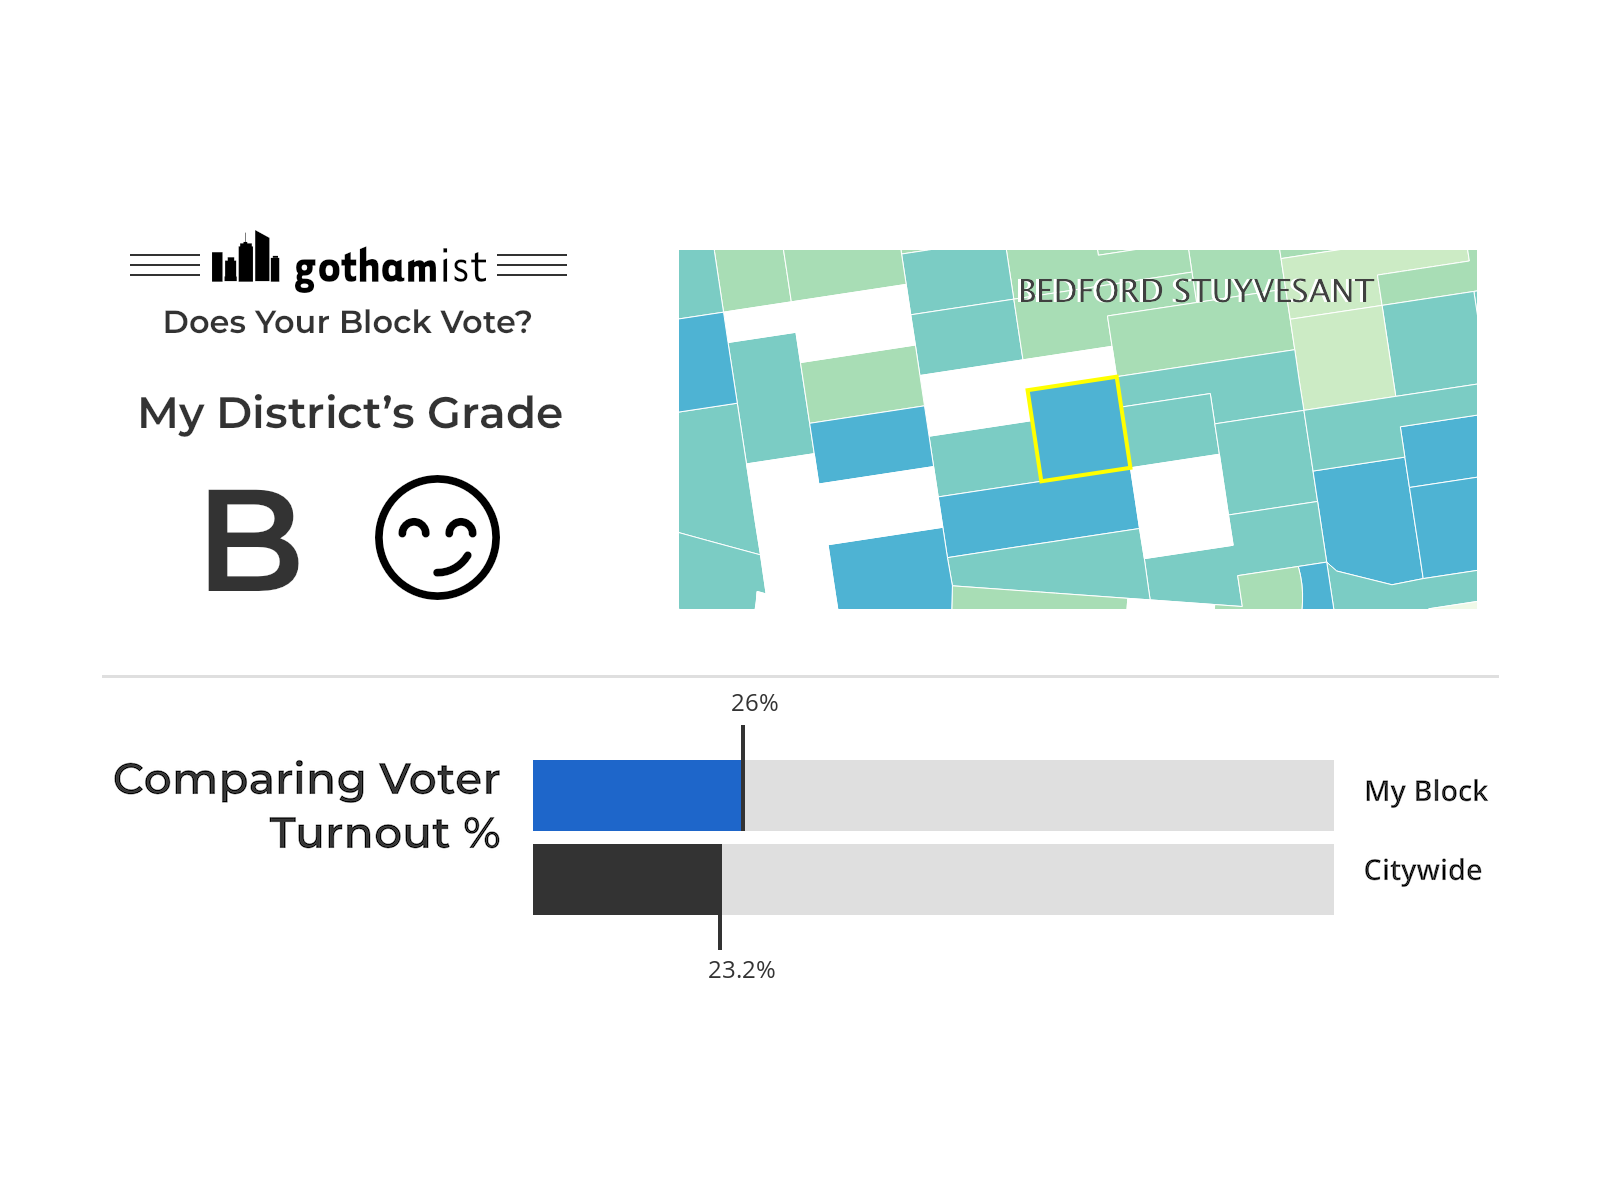 gothamist
Does Your Block Vote?
My District’s Grade
B
BEDFORD STUYVESANT
26%
Comparing Voter
Turnout %
My Block
Citywide
23.2%